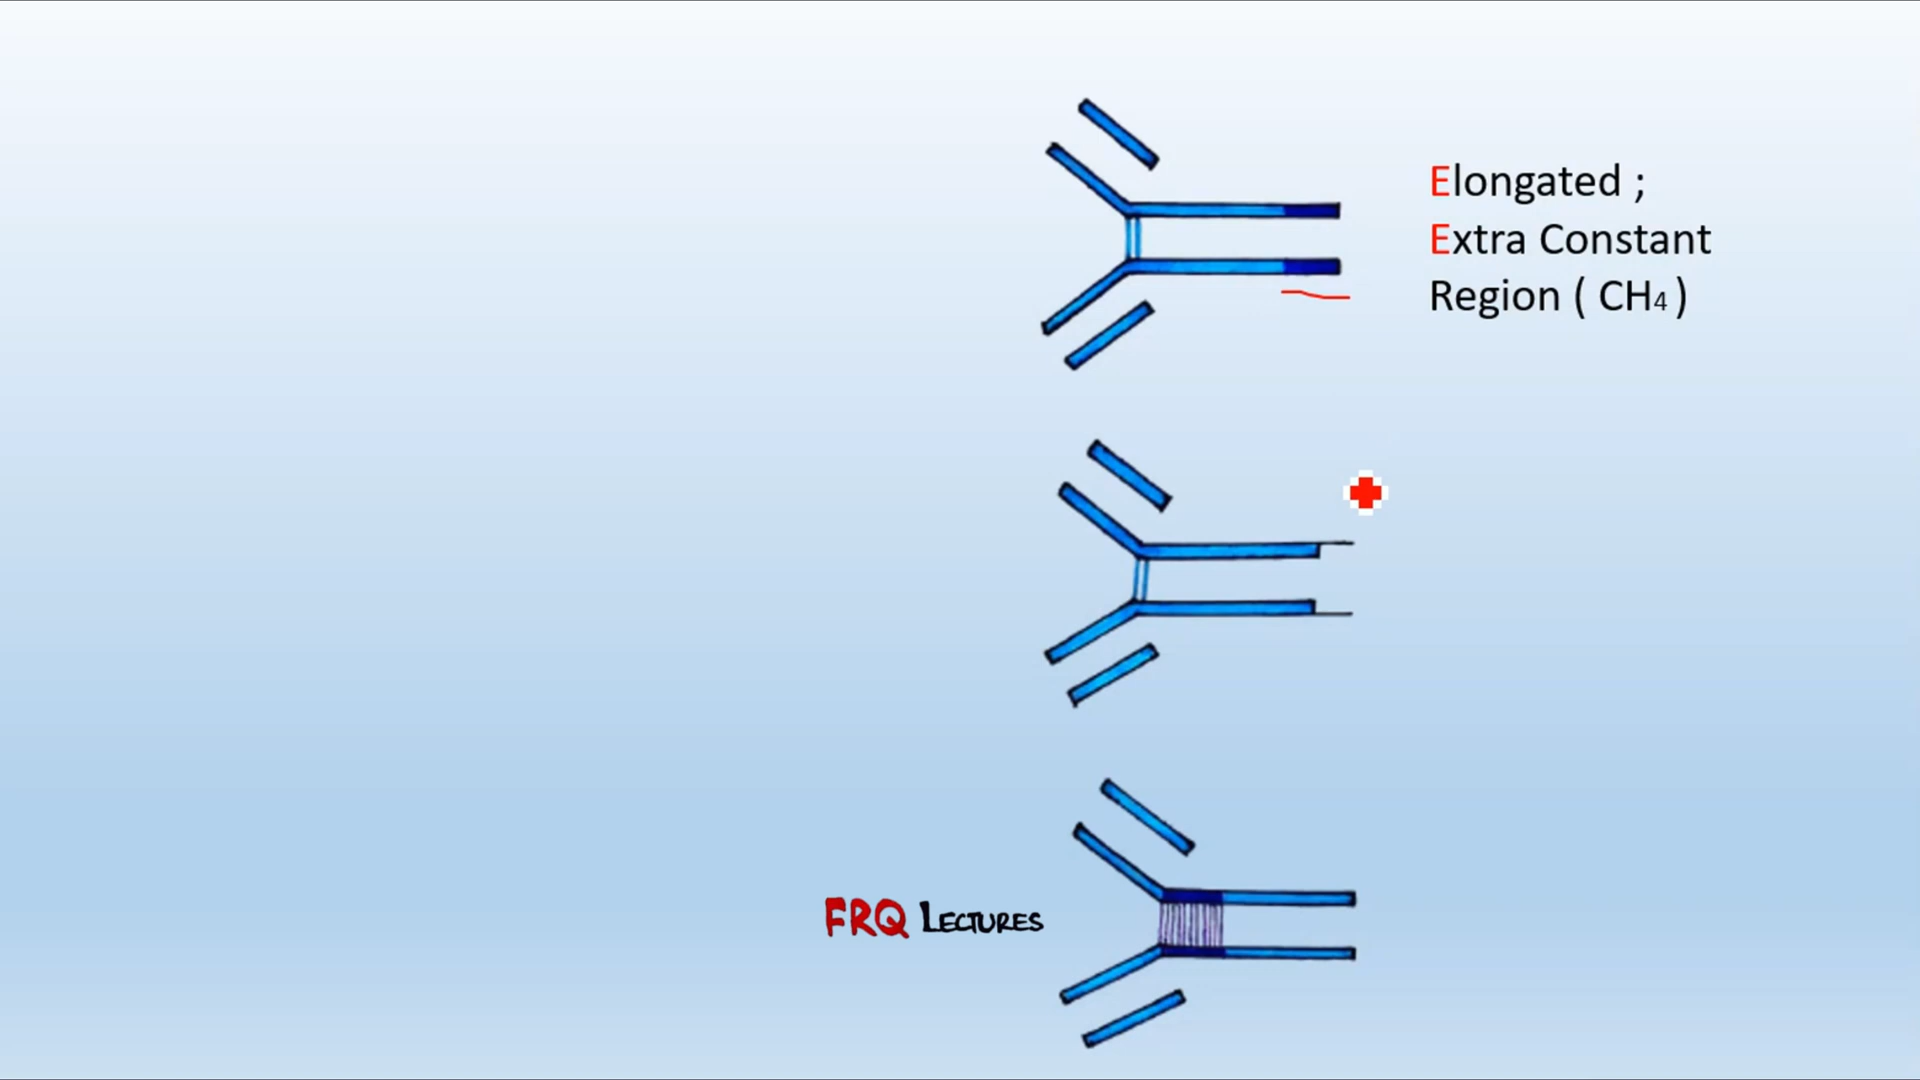 Elongated ;
Extra Constant
Region ( CH₄ )
FRQ LECTURES